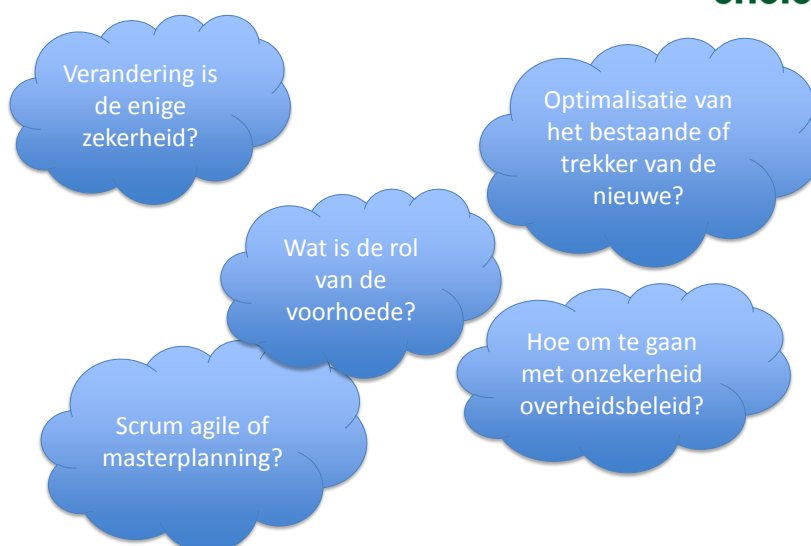 Verandering is
de enige
zekerheid?
Optimalisatie van
het bestaande of
trekker van de
nieuwe?
Wat is de rol
van de
voorhoede?
Hoe om te gaan
met onzekerheid
overheidsbeleid?
Scrum agile of
masterplanning?